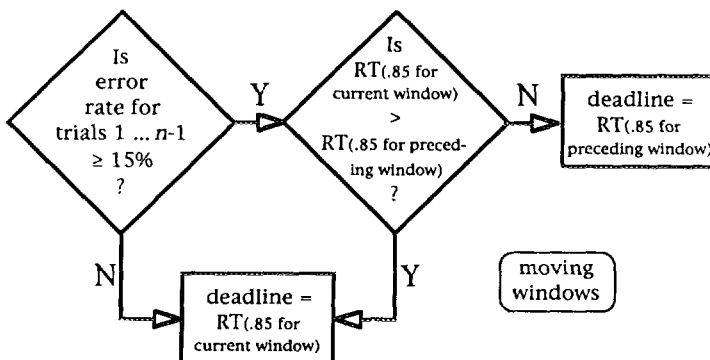 Is
error
rate for
trials 1 ... n-1
≥ 15%
?
Y
Is
RT(.85 for
current window)
>
RT(.85 for preced-
ing window)
?
N
deadline =
RT(.85 for
preceding window)
N
deadline =
RT(.85 for
current window)
Y
moving
windows